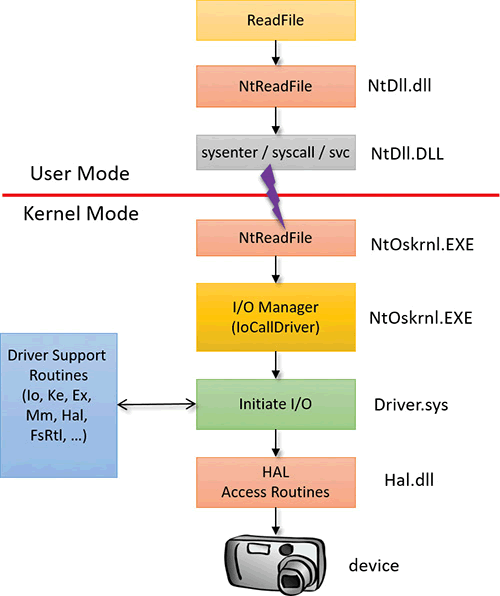 ReadFile
NtReadFile
NtDll.dll
sysenter / syscall / svc
NtDll.DLL
User Mode
Kernel Mode
NtReadFile
NtOskrnl.EXE
I/O Manager
(IoCallDriver)
NtOskrnl.EXE
Driver Support
Routines
(Io, Ke, Ex,
Mm, Hal,
FsRtl, …)
Initiate I/O
Driver.sys
HAL
Access Routines
Hal.dll
device